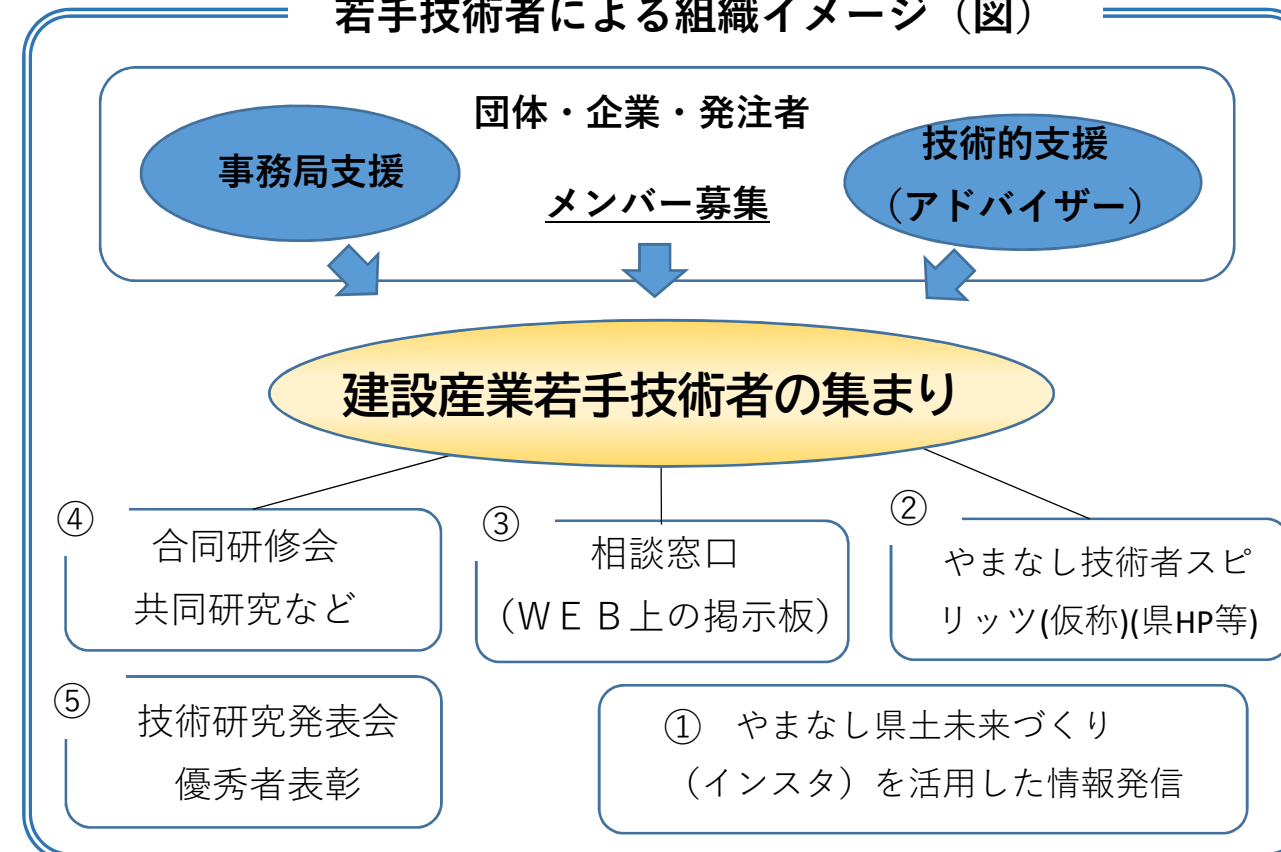 若手技術者による組織イメージ（図）
団体・企業・発注者
事務局支援
メンバー募集
技術的支援
（アドバイザー）
建設産業若手技術者の集まり
④
合同研修会
共同研究など
③
相談窓口
（ＷＥＢ上の掲示板）
②
やまなし技術者スピ
リッツ(仮称)(県HP等)
⑤
技術研究発表会
優秀者表彰
① やまなし県土未来づくり
（インスタ）を活用した情報発信